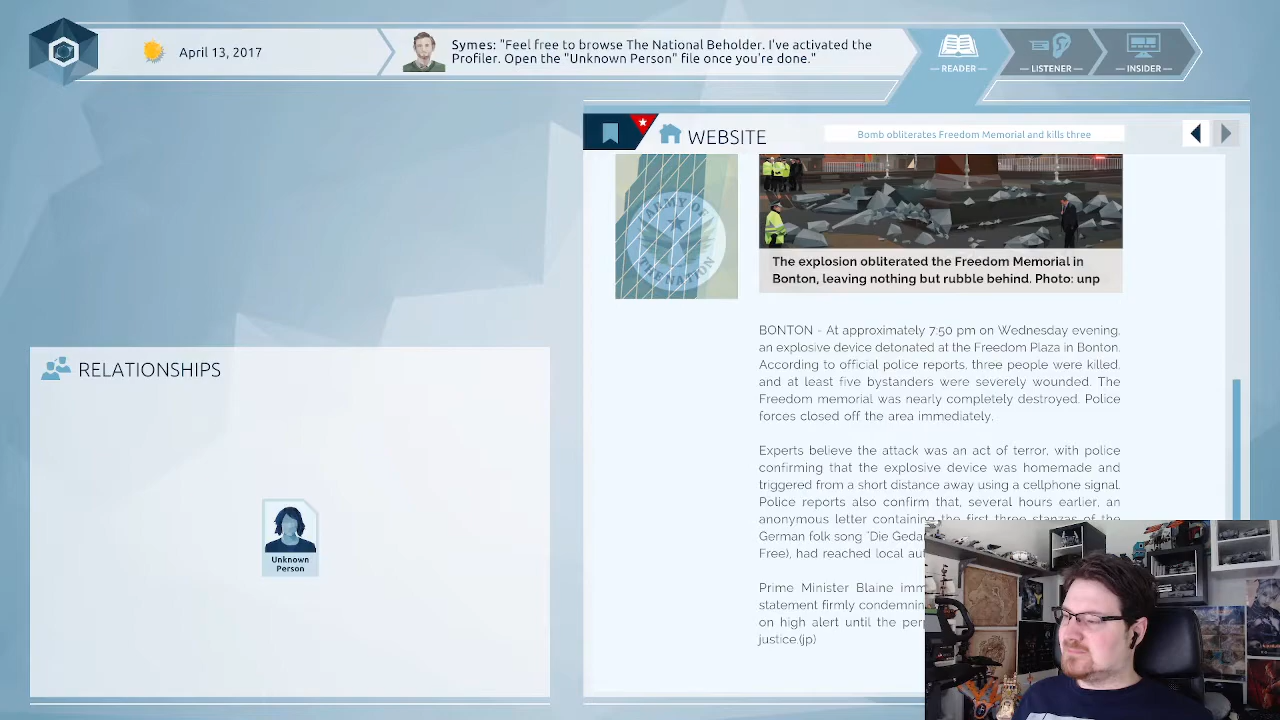 April 13, 2017
Symes: "Feel free to browse The National Beholder. I've activated the
Profiler. Open the "Unknown Person" file once you're done."
READER
LISTENER
INSIDER
WEBSITE
Bomb obliterates Freedom Memorial and kills three
ARMY OF
THE NATION
The explosion obliterated the Freedom Memorial in
Bonton, leaving nothing but rubble behind. Photo: unp
BONTON - At approximately 7:50 pm on Wednesday evening,
an explosive device detonated at the Freedom Plaza in Bonton.
According to official police reports, three people were killed,
and at least five bystanders were severely wounded. The
Freedom memorial was nearly completely destroyed. Police
forces closed off the area immediately.
Experts believe the attack was an act of terror, with police
confirming that the explosive device was homemade and
triggered from a short distance away using a cellphone signal.
Police reports also confirm that, several hours earlier, an
anonymous letter containing the first three stanzas of the
German folk song 'Die
Free), had reached local
Prime Minister Blaine
statement firmly
on high alert until the
justice.(jp)
RELATIONSHIPS
Unknown
Person